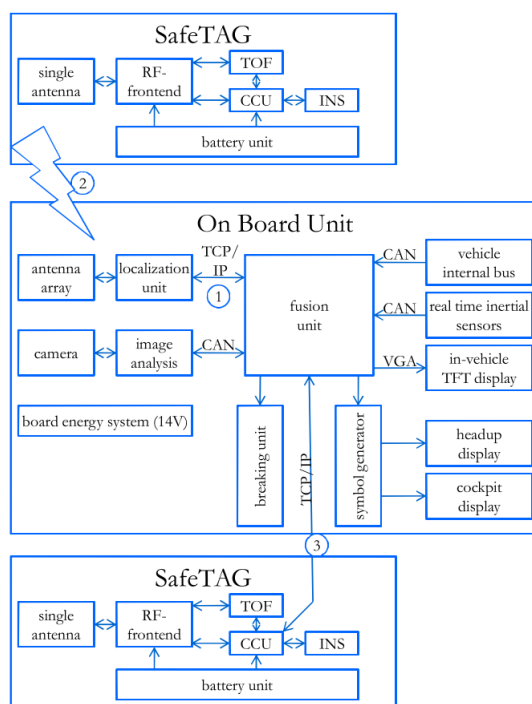 SafeTAG
single
antenna
RF-
frontend
TOF
CCU
INS
battery unit
2
On Board Unit
antenna
array
localization
unit
TCP/
IP
1
fusion
unit
CAN
vehicle
internal bus
CAN
real time inertial
sensors
camera
image
analysis
CAN
VGA
in-vehicle
TFT display
board energy system (14V)
breaking unit
TCP/IP
symbol generator
headup
display
cockpit
display
3
SafeTAG
single
antenna
RF-
frontend
TOF
CCU
INS
battery unit